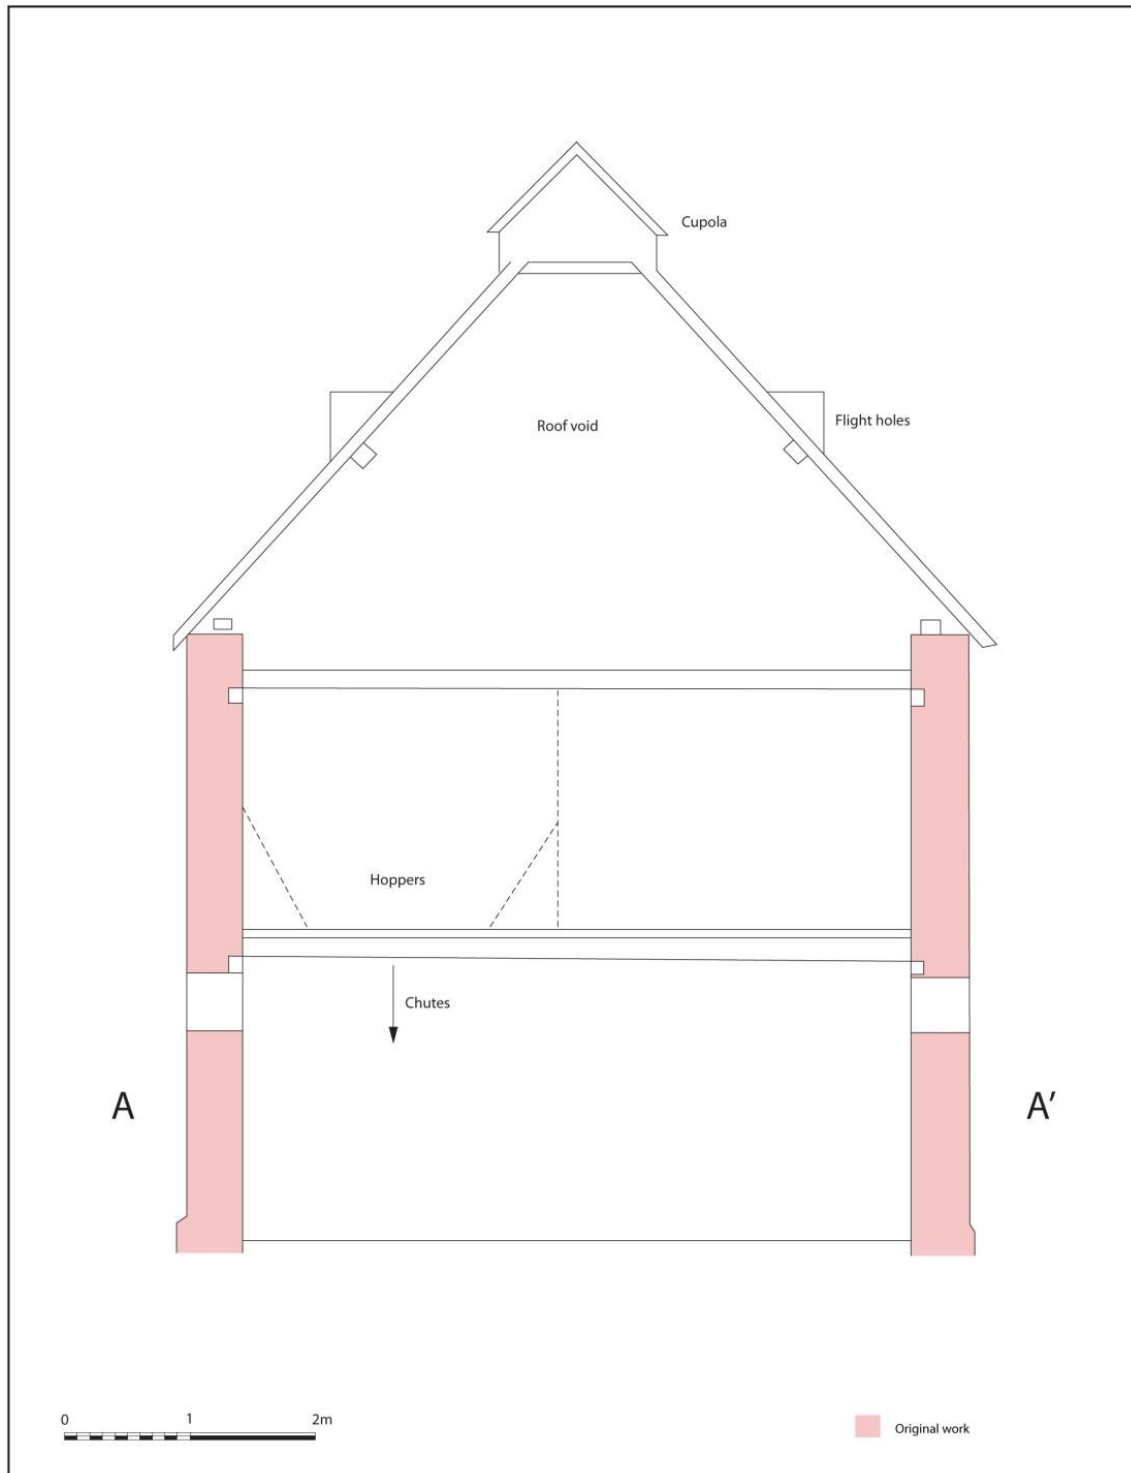 Cupola
Roof void
Flight holes
Hoppers
Chutes
A
A′
0 1 2m
Original work